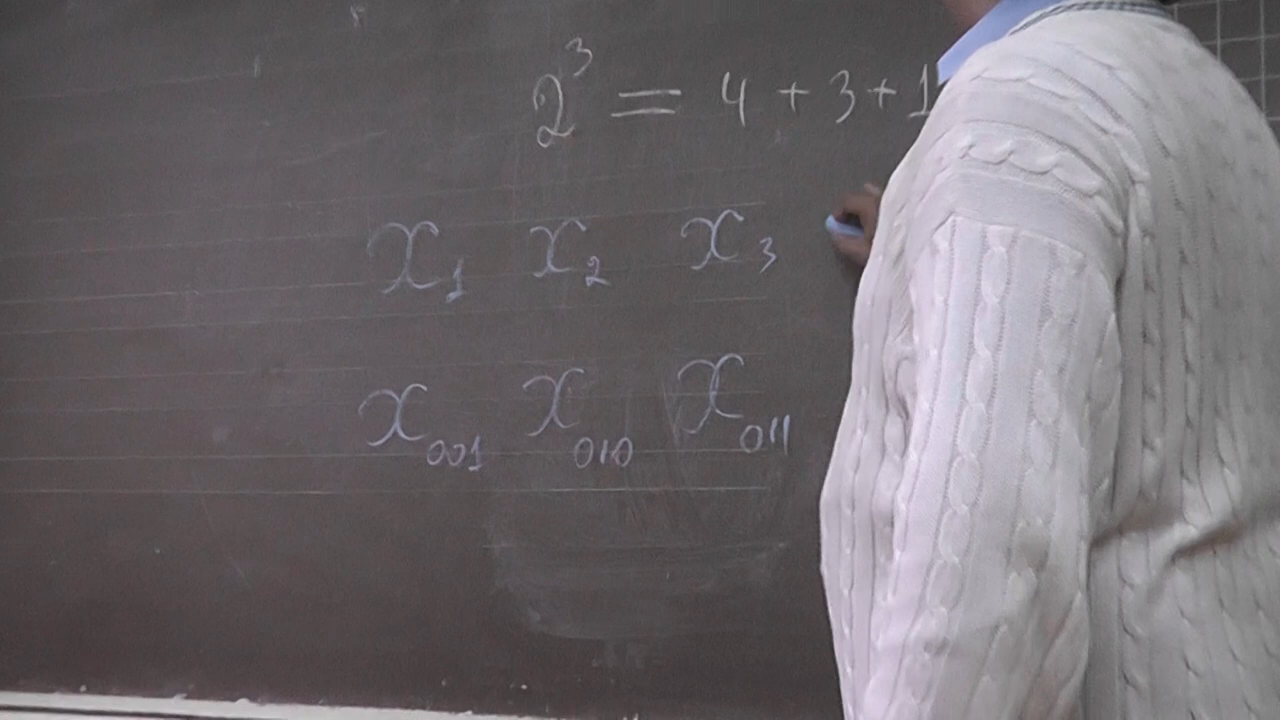 2³ = 4 + 3 + 1
x₁ x₂ x₃
x₀₀₁ x₀₁₀ x₀₁₁